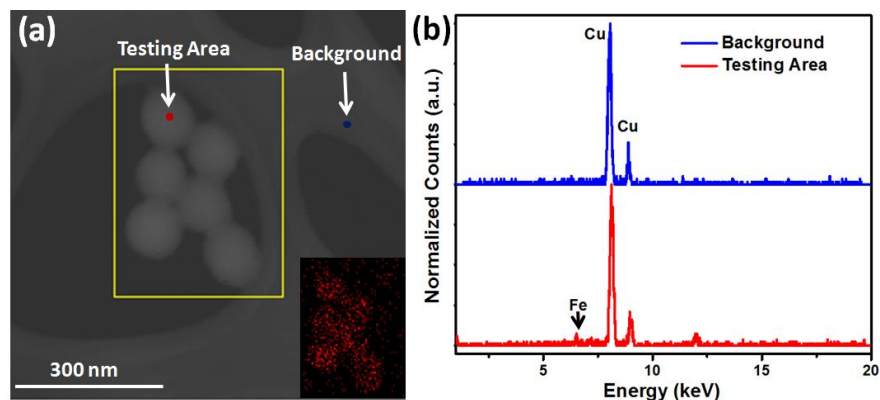 (a)
Testing Area
Background
300 nm
(b)
Normalized Counts (a.u.)
Cu
Cu
Background
Testing Area
Fe
5
10
15
20
Energy (keV)